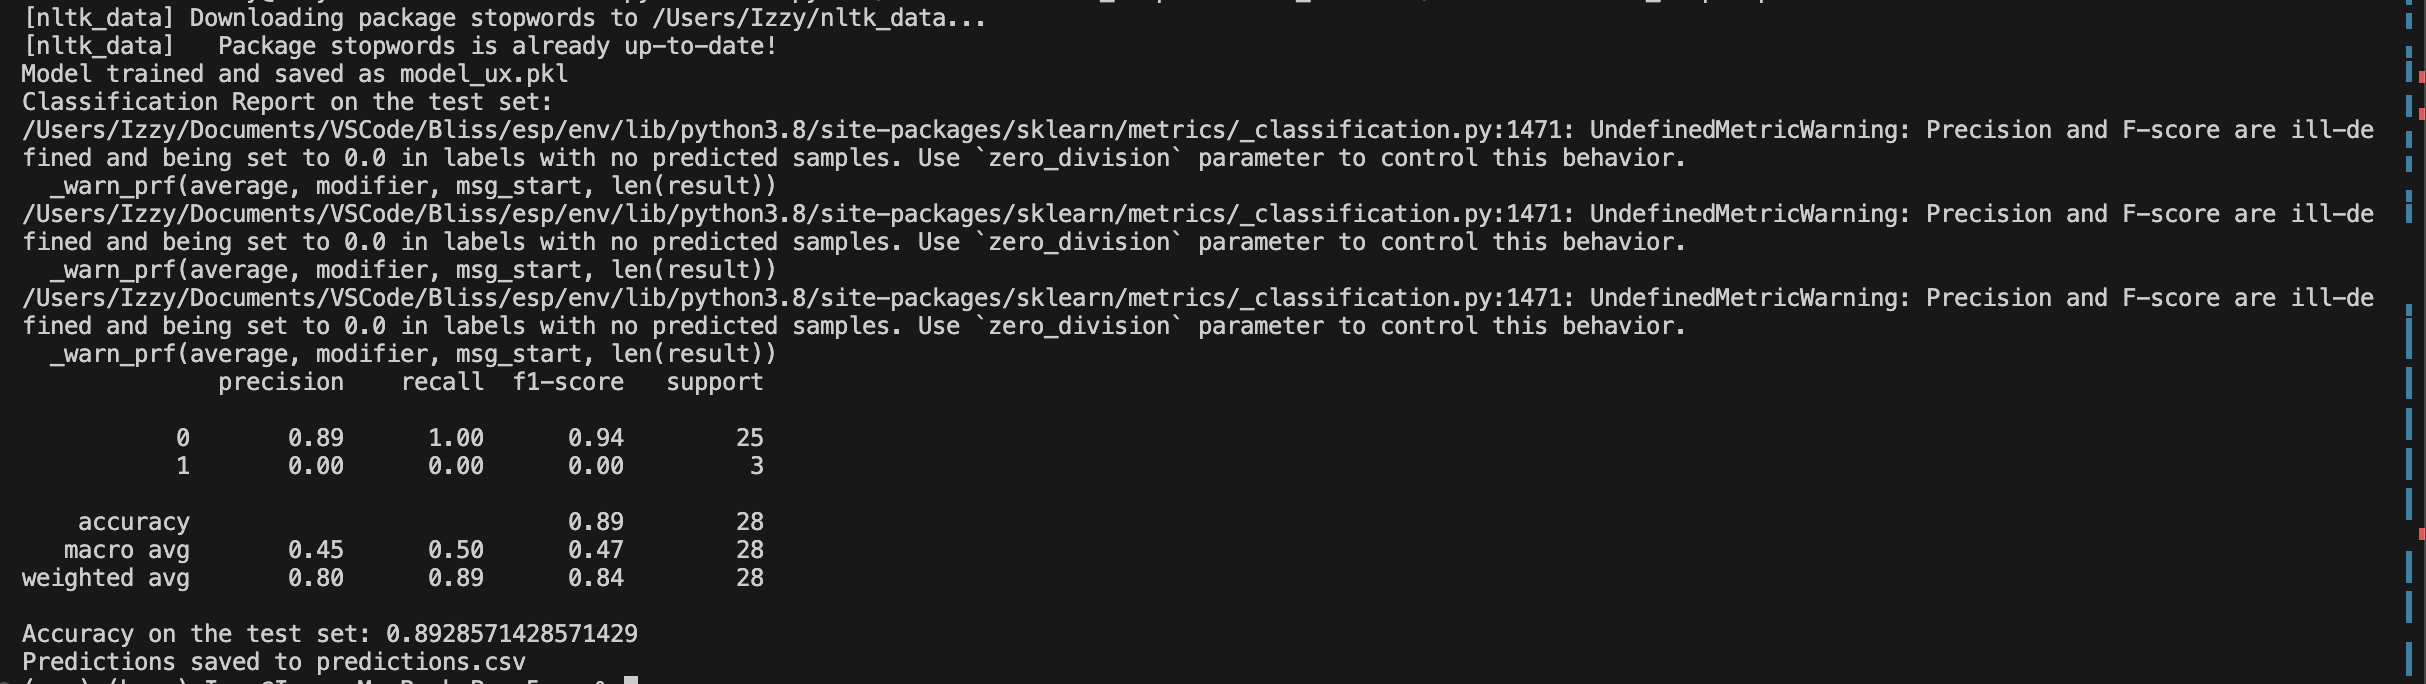 [nltk_data] Downloading package stopwords to /Users/Izzy/nltk_data...
[nltk_data]   Package stopwords is already up-to-date!
Model trained and saved as model_ux.pkl
Classification Report on the test set:
/Users/Izzy/Documents/VSCode/Bliss/esp/env/lib/python3.8/site-packages/sklearn/metrics/_classification.py:1471: UndefinedMetricWarning: Precision and F-score are ill-de
fined and being set to 0.0 in labels with no predicted samples. Use `zero_division` parameter to control this behavior.
  _warn_prf(average, modifier, msg_start, len(result))
/Users/Izzy/Documents/VSCode/Bliss/esp/env/lib/python3.8/site-packages/sklearn/metrics/_classification.py:1471: UndefinedMetricWarning: Precision and F-score are ill-de
fined and being set to 0.0 in labels with no predicted samples. Use `zero_division` parameter to control this behavior.
  _warn_prf(average, modifier, msg_start, len(result))
/Users/Izzy/Documents/VSCode/Bliss/esp/env/lib/python3.8/site-packages/sklearn/metrics/_classification.py:1471: UndefinedMetricWarning: Precision and F-score are ill-de
fined and being set to 0.0 in labels with no predicted samples. Use `zero_division` parameter to control this behavior.
  _warn_prf(average, modifier, msg_start, len(result))
              precision    recall  f1-score   support
           0       0.89      1.00      0.94        25
           1       0.00      0.00      0.00         3
    accuracy                           0.89        28
   macro avg       0.45      0.50      0.47        28
weighted avg       0.80      0.89      0.84        28
Accuracy on the test set: 0.8928571428571429
Predictions saved to predictions.csv